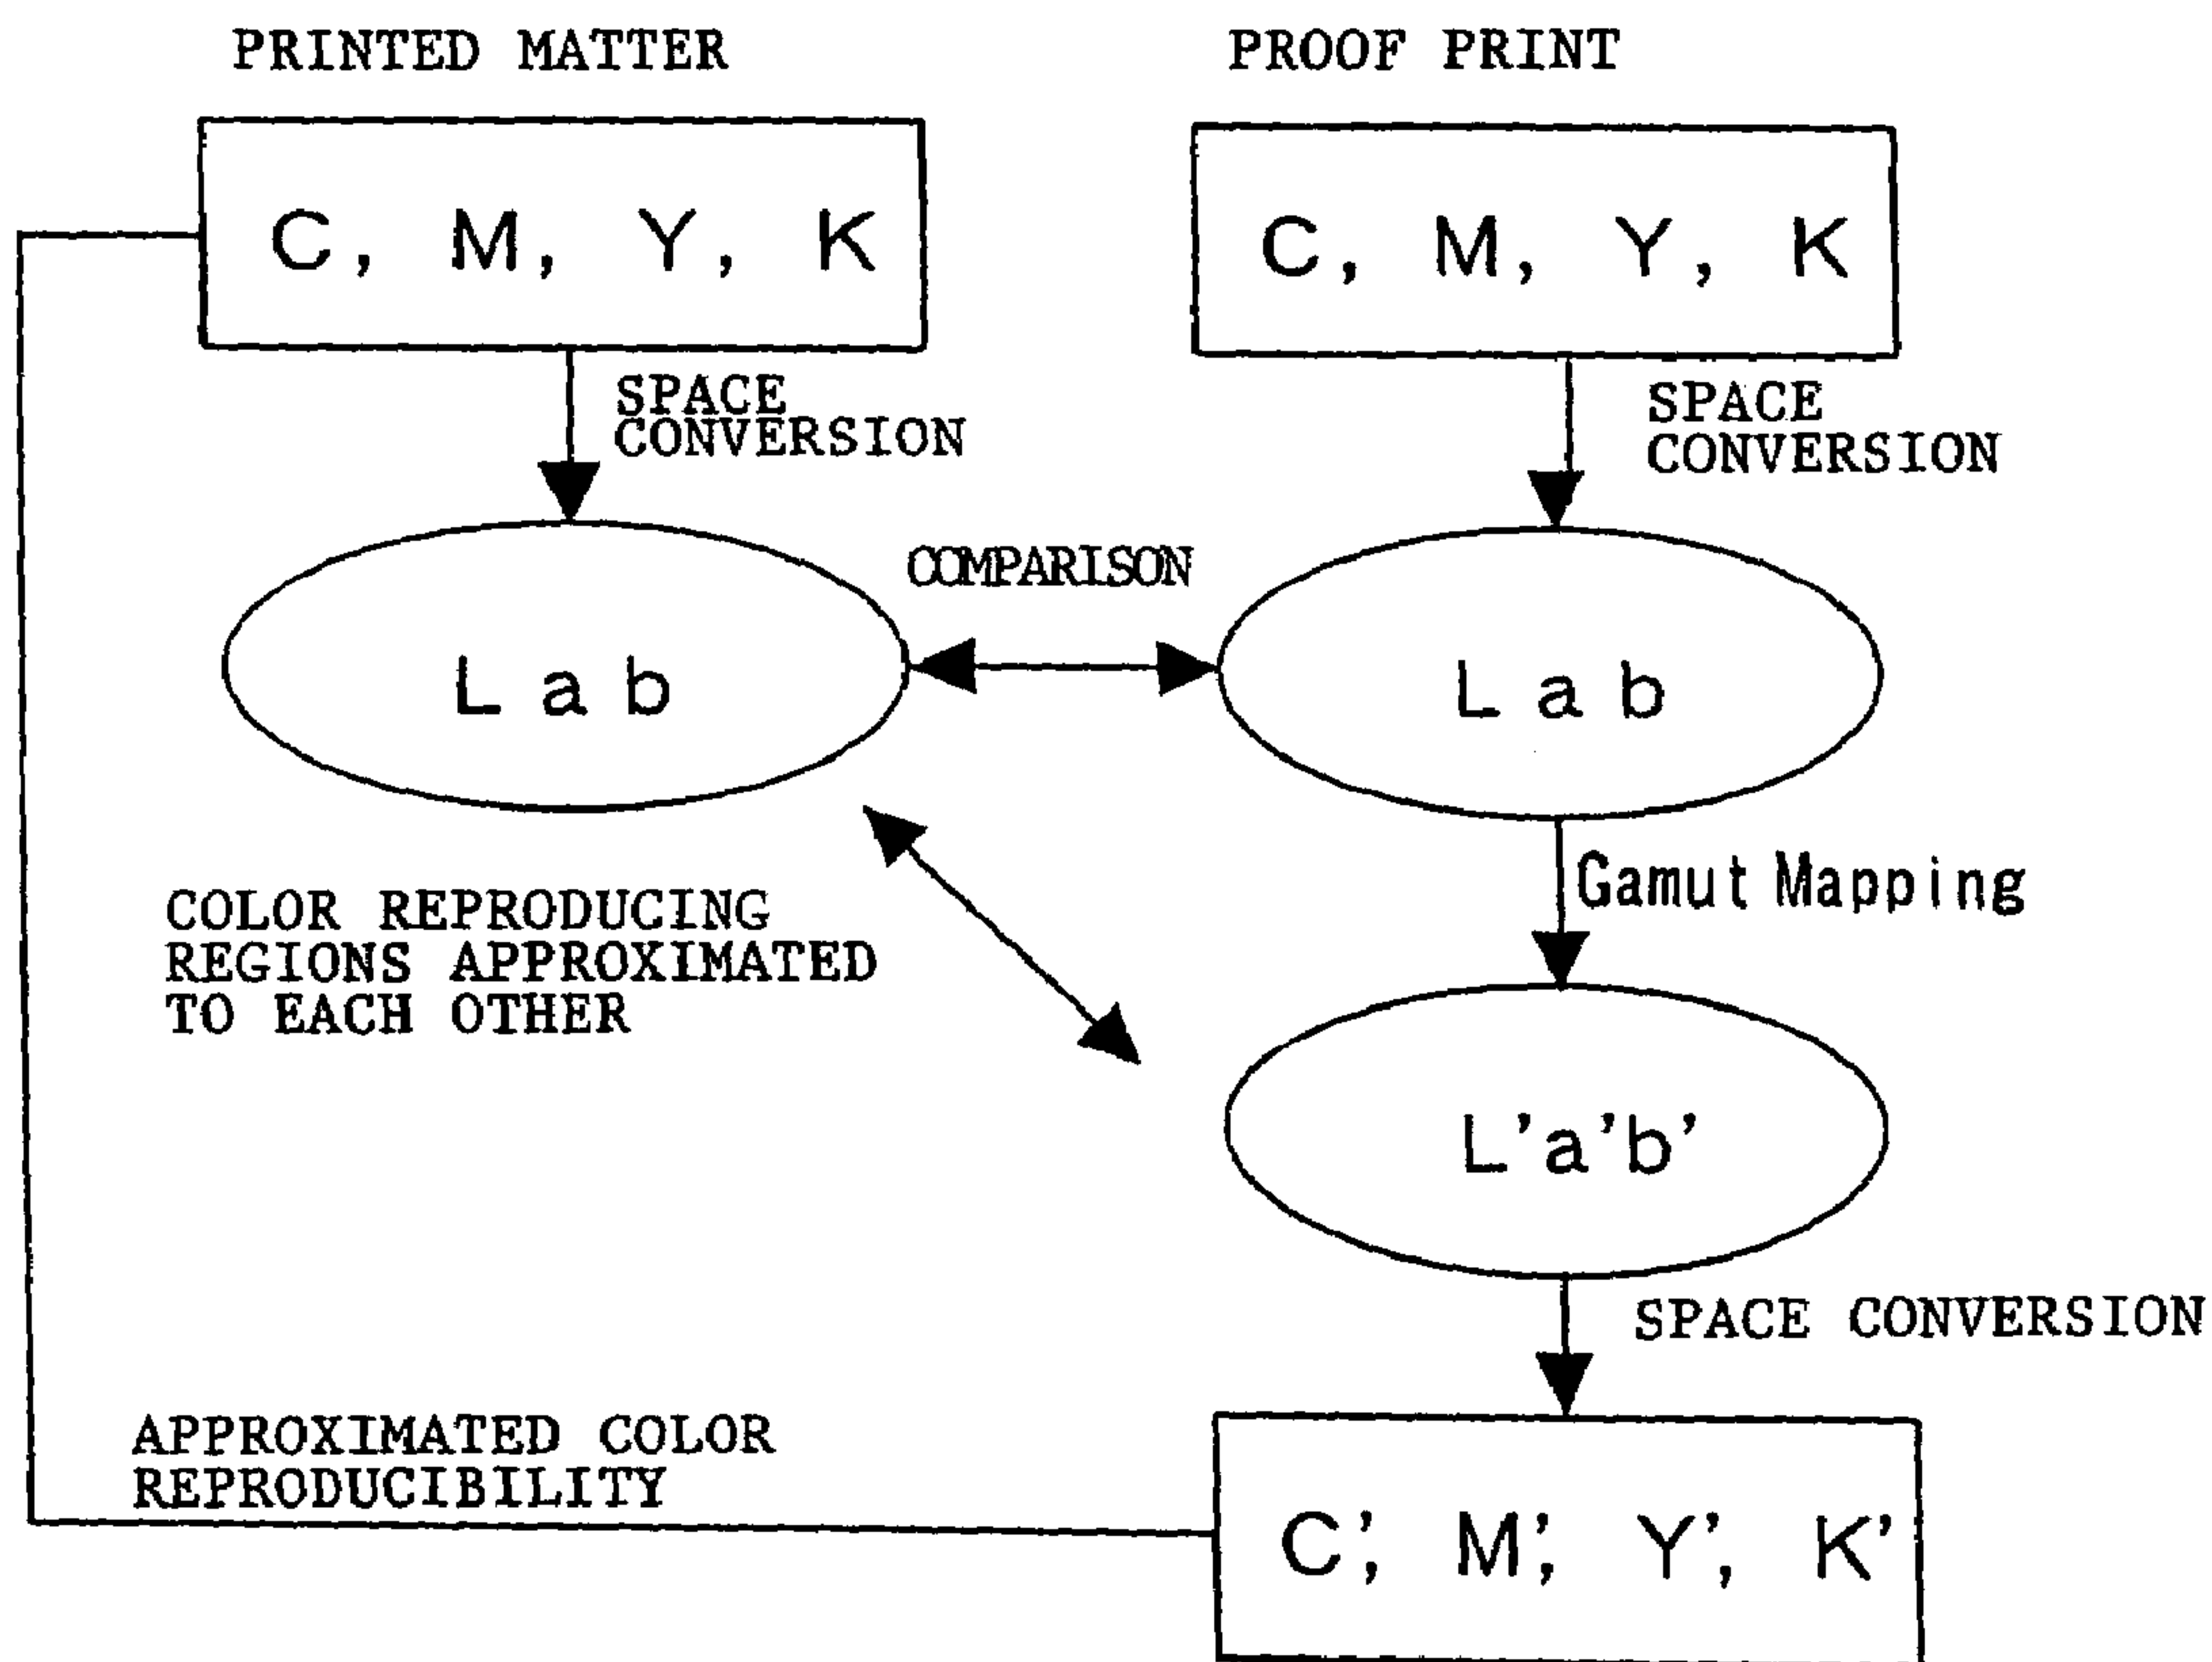 PRINTED MATTER
PROOF PRINT
C, M, Y, K
C, M, Y, K
SPACE
CONVERSION
SPACE
CONVERSION
COMPARISON
Lab
Lab
Gamut Mapping
COLOR REPRODUCING
REGIONS APPROXIMATED
TO EACH OTHER
L'a'b'
SPACE CONVERSION
APPROXIMATED COLOR
REPRODUCIBILITY
C', M', Y', K'